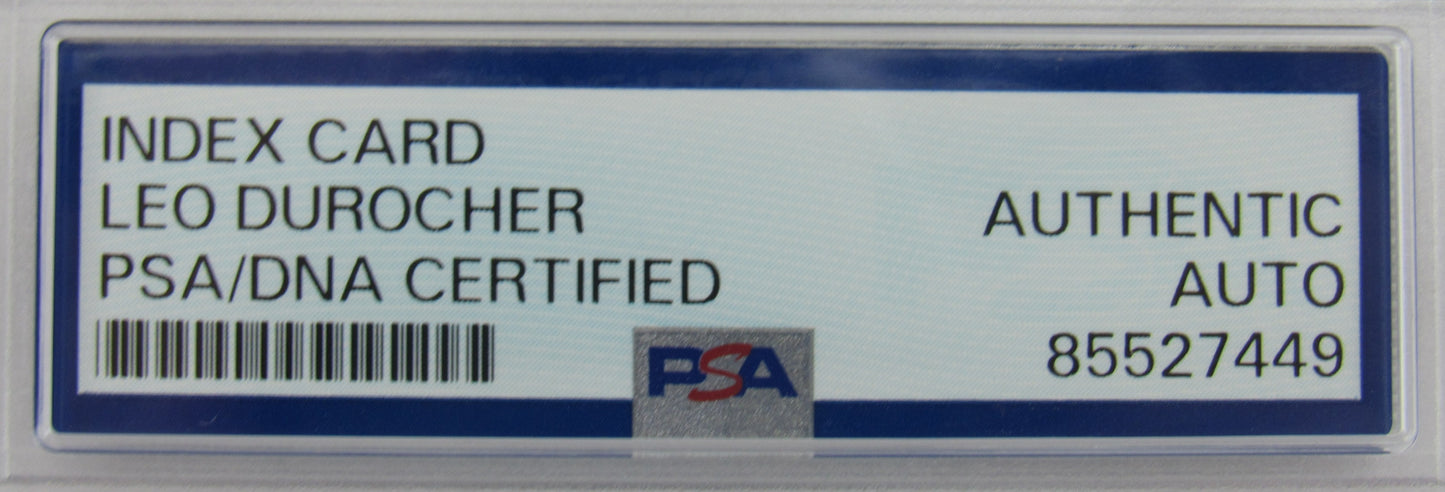 INDEX CARD
LEO DUROCHER
AUTHENTIC
PSA/DNA CERTIFIED
AUTO
85527449
PSA